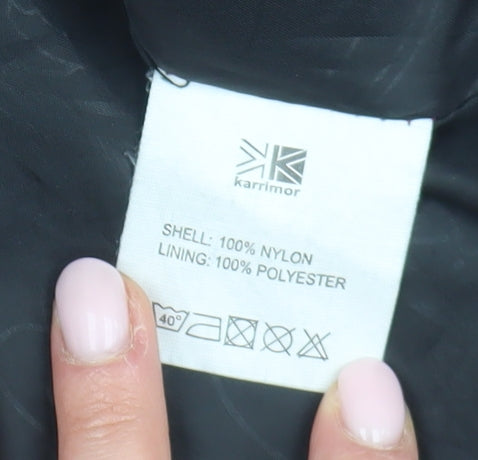 karrimor
SHELL: 100% NYLON
LINING: 100% POLYESTER
40°